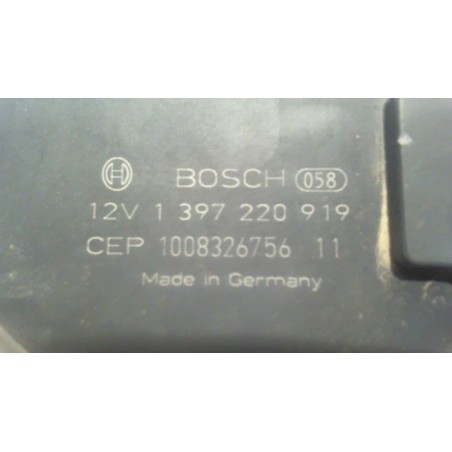 BOSCH 058
12V 1 397 220 919
CEP 1008326756 11
Made in Germany